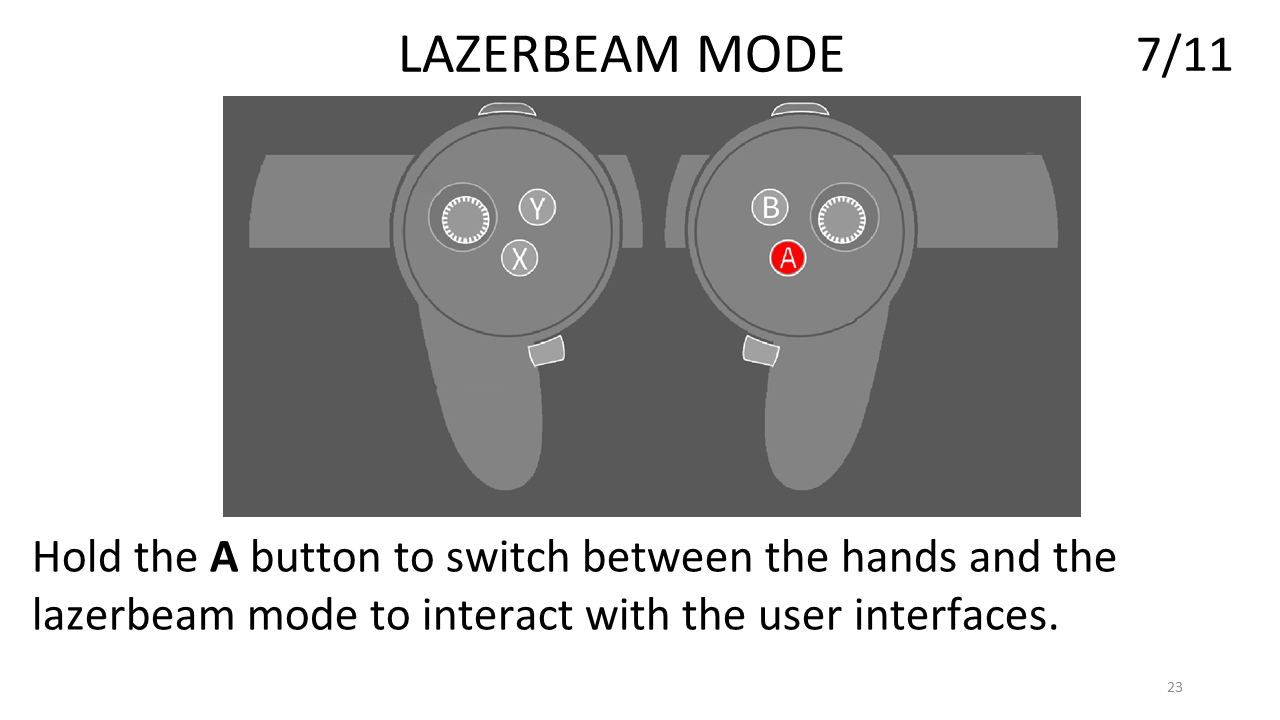 LAZERBEAM MODE
7/11
Y
X
B
A
Hold the A button to switch between the hands and the
lazerbeam mode to interact with the user interfaces.
23